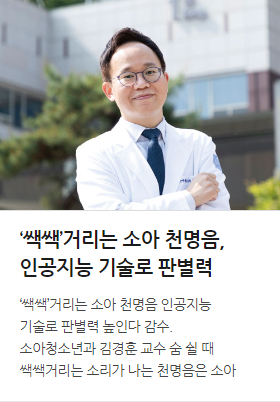 ‘쌕쌕’거리는 소아 천명음,
인공지능 기술로 판별력
‘쌕쌕’거리는 소아 천명음 인공지능
기술로 판별력 높인다 감수.
소아청소년과 김경훈 교수 숨 쉴 때
쌕쌕거리는 소리가 나는 천명음은 소아